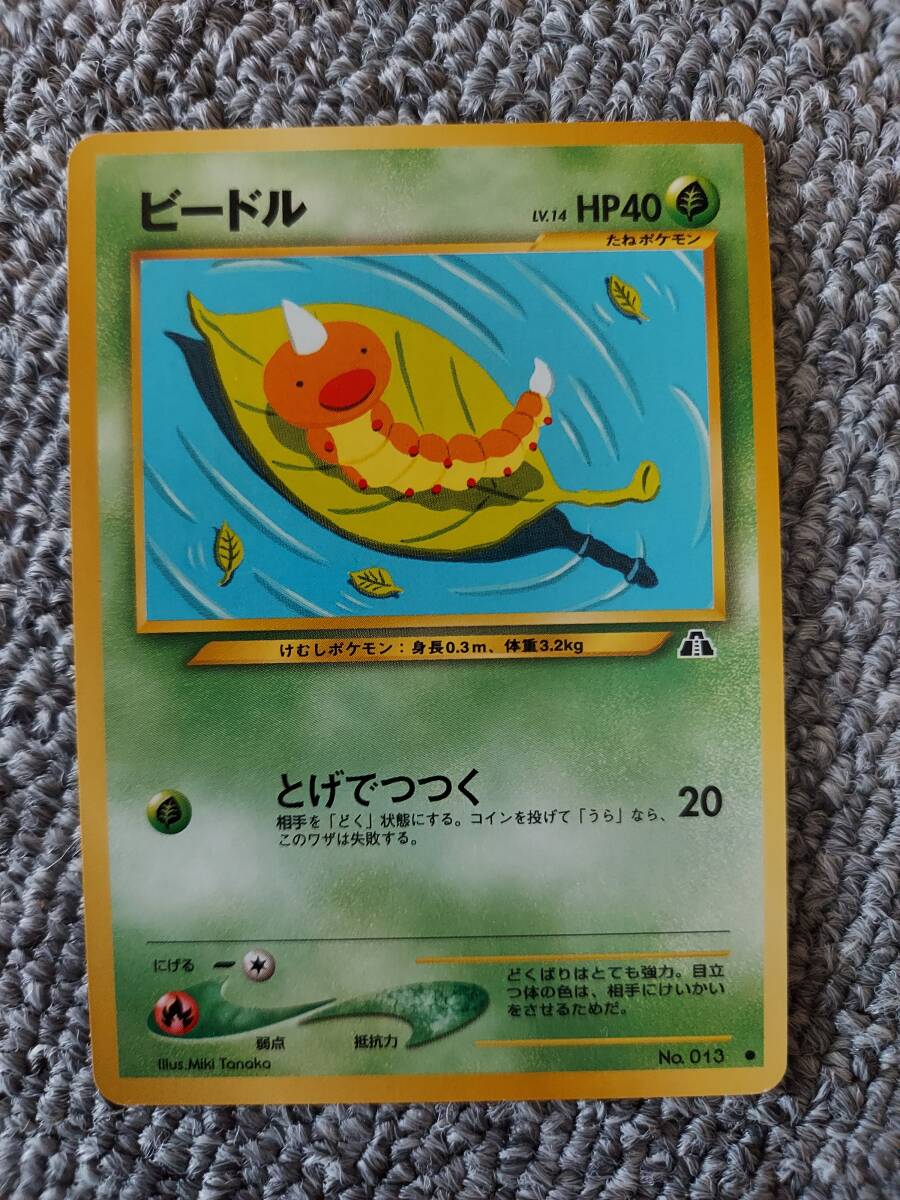 ビードル
LV.14 HP40
たねポケモン
けむしポケモン：身長0.3m、体重3.2kg
とげでつつく
20
相手を「どく」状態にする。コインを投げて「うら」なら、
このワザは失敗する。
にげる
弱点
抵抗力
どくばりはとても強力。目立
つ体の色は、相手にけいかい
をさせるためだ。
Illus.Miki Tanaka
No. 013